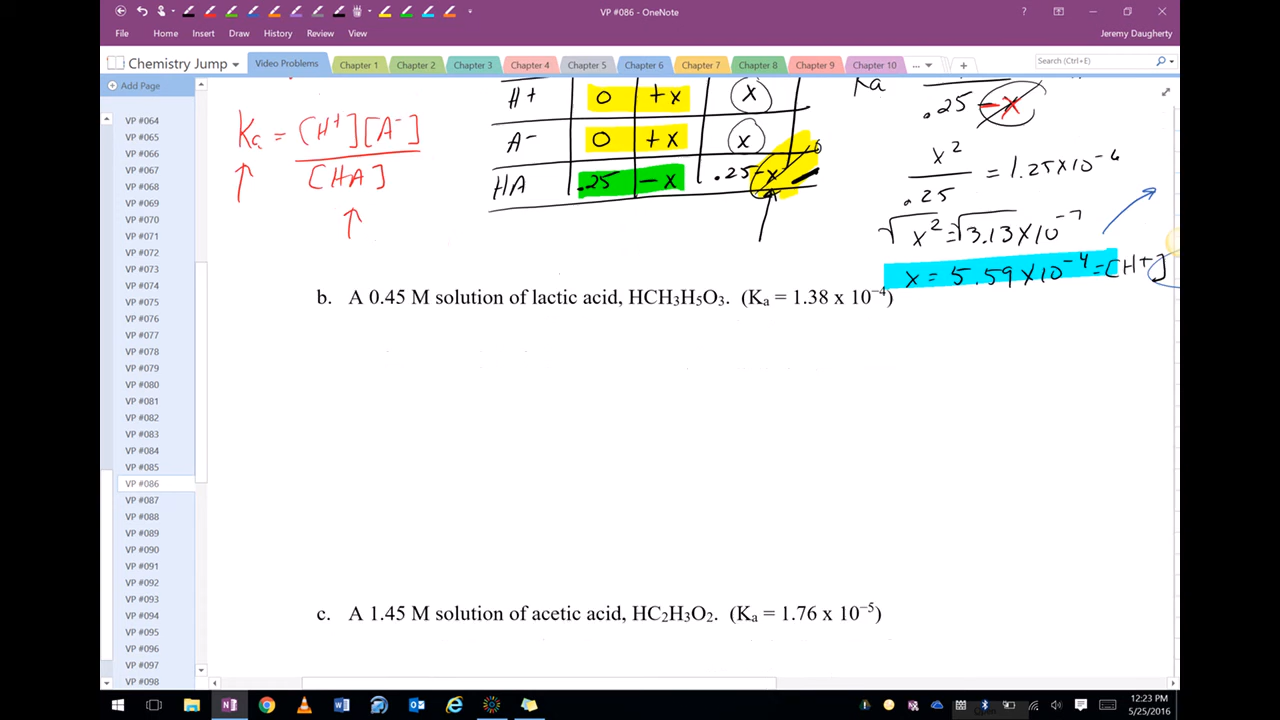 VP #086 - OneNote
Jeremy Daugherty
File Home Insert Draw History Review View
Chemistry Jump
Video Problems Chapter 1 Chapter 2 Chapter 3 Chapter 4 Chapter 5 Chapter 6 Chapter 7 Chapter 8 Chapter 9 Chapter 10 ...
Search (Ctrl+E)
Add Page
VP #064
VP #065
VP #066
VP #067
VP #068
VP #069
VP #070
VP #071
VP #072
VP #073
VP #074
VP #075
VP #076
VP #077
VP #078
VP #079
VP #080
VP #081
VP #082
VP #083
VP #084
VP #085
VP #086
VP #087
VP #088
VP #089
VP #090
VP #091
VP #092
VP #093
VP #094
VP #095
VP #096
VP #097
VP #098
Ka = [H+][A-]
[HA]
H+ 0 +x x
A- 0 +x x
HA .25 -x .25-x
Ka
.25-x
x² = 1.25x10⁻⁶
.25
√x² = √3.13x10⁻⁷
x = 5.59x10⁻⁴ = [H+]
b. A 0.45 M solution of lactic acid, HCH₃H₅O₃. (Kₐ = 1.38 x 10⁻⁴)
c. A 1.45 M solution of acetic acid, HC₂H₃O₂. (Kₐ = 1.76 x 10⁻⁵)
12:23 PM
5/25/2016